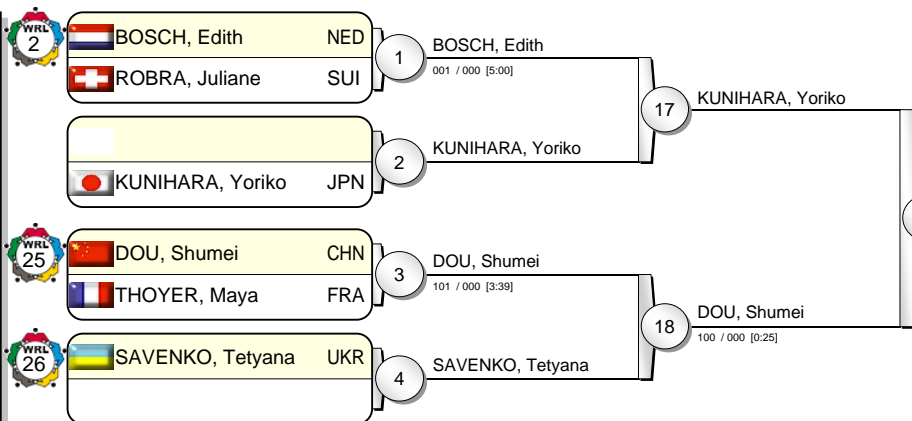 WRL
2
BOSCH, Edith NED
ROBRA, Juliane SUI
1
BOSCH, Edith
001 / 000 [5:00]
17
KUNIHARA, Yoriko
KUNIHARA, Yoriko JPN
2
KUNIHARA, Yoriko
WRL
25
DOU, Shumei CHN
THOYER, Maya FRA
3
DOU, Shumei
101 / 000 [3:39]
18
DOU, Shumei
100 / 000 [0:25]
WRL
26
SAVENKO, Tetyana UKR
4
SAVENKO, Tetyana